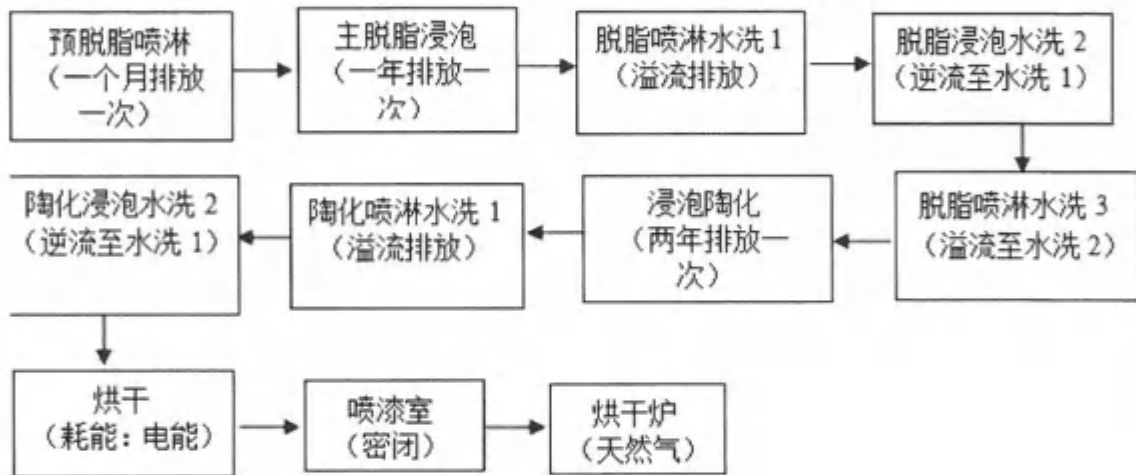 预脱脂喷淋
（一个月排放
一次）
主脱脂浸泡
（一年排放一
次）
脱脂喷淋水洗 1
（溢流排放）
脱脂浸泡水洗 2
（逆流至水洗 1）
脱脂喷淋水洗 3
（溢流至水洗 2）
浸泡陶化
（两年排放一
次）
陶化喷淋水洗 1
（溢流排放）
陶化浸泡水洗 2
（逆流至水洗 1）
烘干
（耗能：电能）
喷漆室
（密闭）
烘干炉
（天然气）